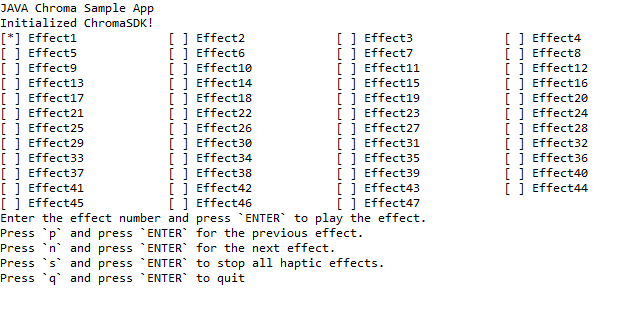 JAVA Chroma Sample App
Initialized ChromaSDK!
[*] Effect1 [ ] Effect2 [ ] Effect3 [ ] Effect4
[ ] Effect5 [ ] Effect6 [ ] Effect7 [ ] Effect8
[ ] Effect9 [ ] Effect10 [ ] Effect11 [ ] Effect12
[ ] Effect13 [ ] Effect14 [ ] Effect15 [ ] Effect16
[ ] Effect17 [ ] Effect18 [ ] Effect19 [ ] Effect20
[ ] Effect21 [ ] Effect22 [ ] Effect23 [ ] Effect24
[ ] Effect25 [ ] Effect26 [ ] Effect27 [ ] Effect28
[ ] Effect29 [ ] Effect30 [ ] Effect31 [ ] Effect32
[ ] Effect33 [ ] Effect34 [ ] Effect35 [ ] Effect36
[ ] Effect37 [ ] Effect38 [ ] Effect39 [ ] Effect40
[ ] Effect41 [ ] Effect42 [ ] Effect43 [ ] Effect44
[ ] Effect45 [ ] Effect46 [ ] Effect47
Enter the effect number and press `ENTER` to play the effect.
Press `p` and press `ENTER` for the previous effect.
Press `n` and press `ENTER` for the next effect.
Press `s` and press `ENTER` to stop all haptic effects.
Press `q` and press `ENTER` to quit